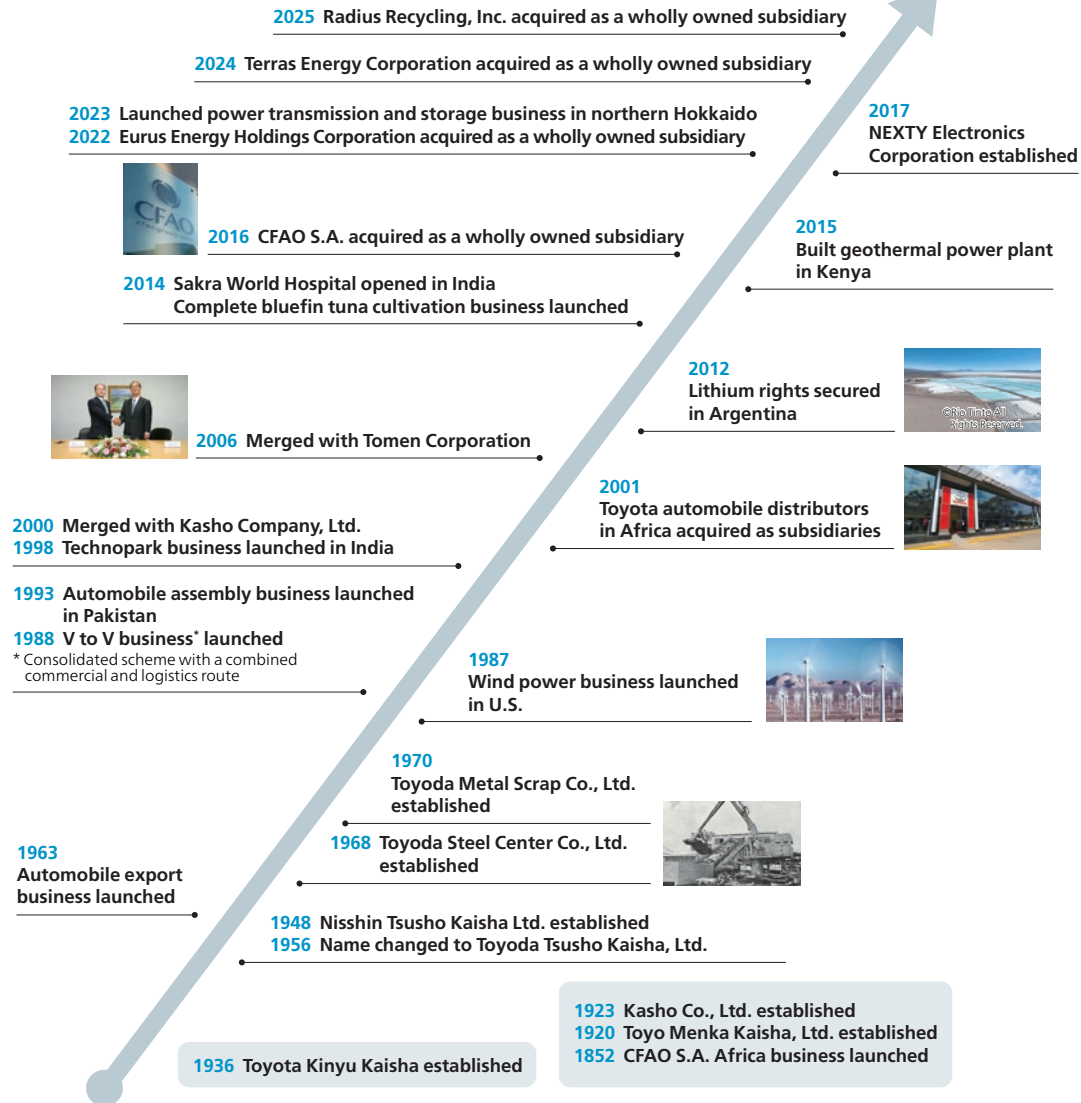 2025 Radius Recycling, Inc. acquired as a wholly owned subsidiary
2024 Terras Energy Corporation acquired as a wholly owned subsidiary
2023 Launched power transmission and storage business in northern Hokkaido
2022 Eurus Energy Holdings Corporation acquired as a wholly owned subsidiary
2017
NEXTY Electronics
Corporation established
CFAO
2016 CFAO S.A. acquired as a wholly owned subsidiary
2015
Built geothermal power plant
in Kenya
2014 Sakra World Hospital opened in India
Complete bluefin tuna cultivation business launched
2012
Lithium rights secured
in Argentina
©Rio Tinto All
Rights Reserved.
2006 Merged with Tomen Corporation
2001
Toyota automobile distributors
in Africa acquired as subsidiaries
2000 Merged with Kasho Company, Ltd.
1998 Technopark business launched in India
1993 Automobile assembly business launched
in Pakistan
1988 V to V business* launched
* Consolidated scheme with a combined
commercial and logistics route
1987
Wind power business launched
in U.S.
1970
Toyoda Metal Scrap Co., Ltd.
established
1968 Toyoda Steel Center Co., Ltd.
established
1963
Automobile export
business launched
1948 Nisshin Tsusho Kaisha Ltd. established
1956 Name changed to Toyoda Tsusho Kaisha, Ltd.
1923 Kasho Co., Ltd. established
1920 Toyo Menka Kaisha, Ltd. established
1852 CFAO S.A. Africa business launched
1936 Toyota Kinyu Kaisha established